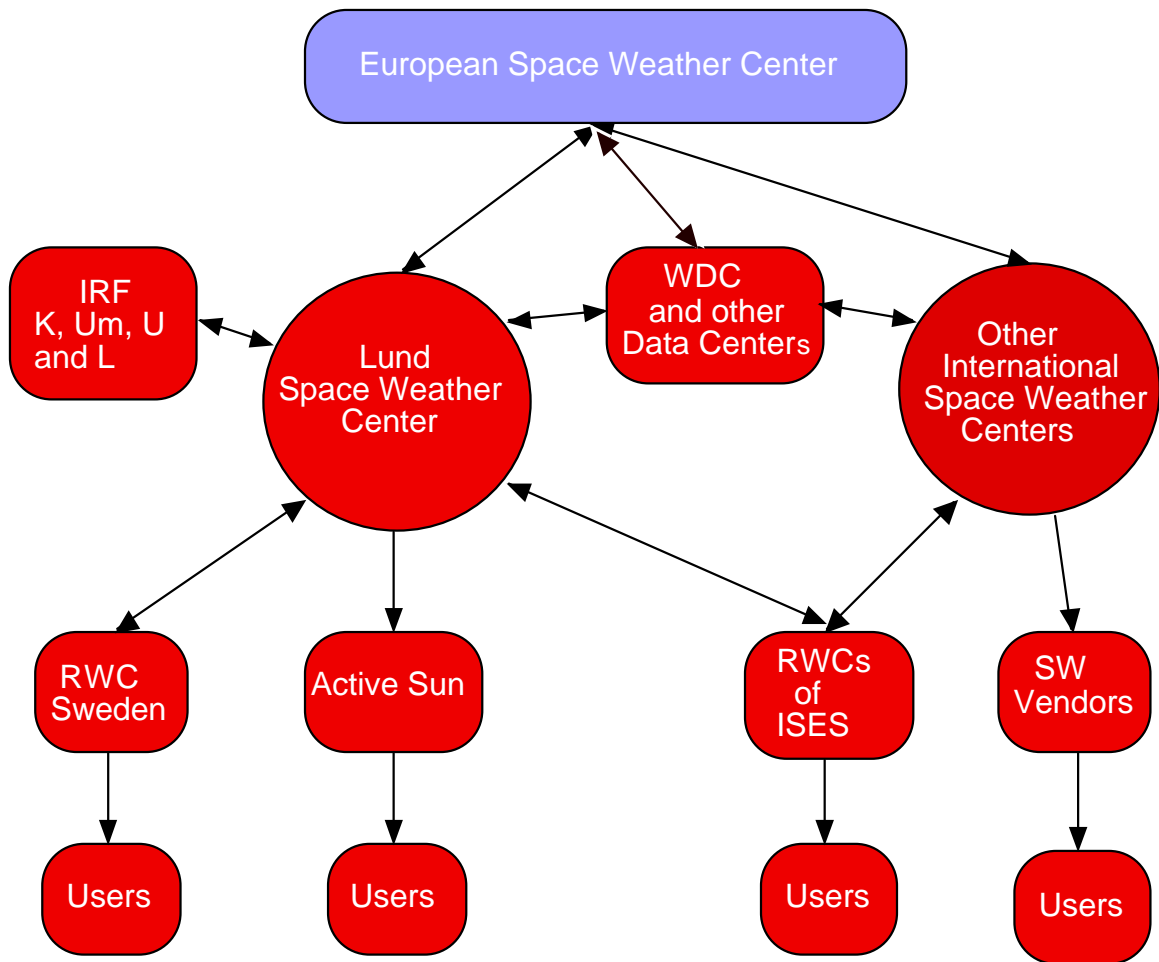 European Space Weather Center
IRF
K, Um, U
and L
WDC
and other
Data Centers
Lund
Space Weather
Center
Other
International
Space Weather
Centers
RWC
Sweden
Active Sun
RWCs
of
ISES
SW
Vendors
Users
Users
Users
Users